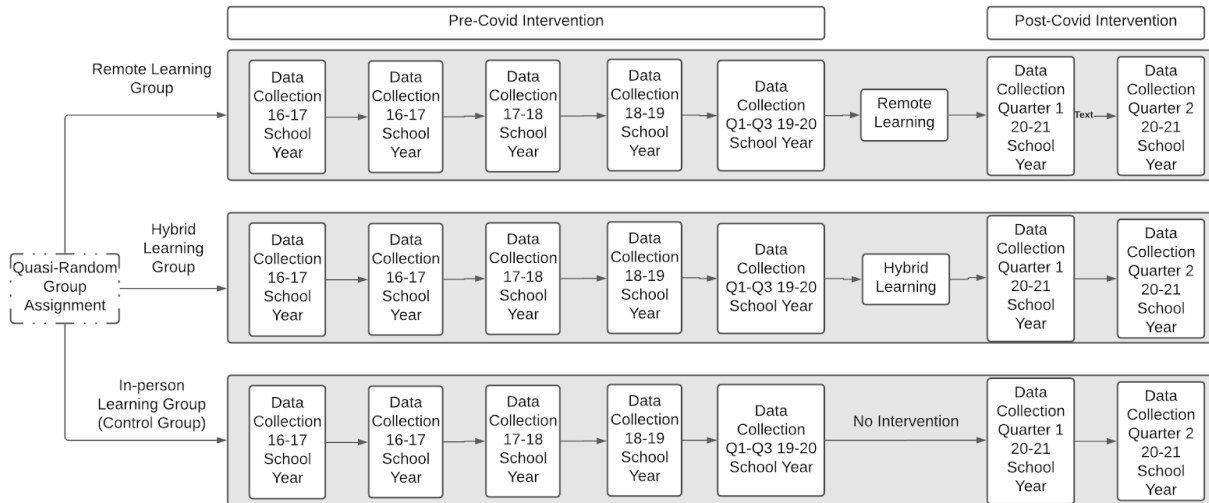 Pre-Covid Intervention
Post-Covid Intervention
Remote Learning
Group
Data
Collection
16-17
School
Year
Data
Collection
16-17
School
Year
Data
Collection
17-18
School
Year
Data
Collection
18-19
School
Year
Data
Collection
Q1-Q3 19-20
School Year
Remote
Learning
Data
Collection
Quarter 1
20-21
School
Year
Text
Data
Collection
Quarter 2
20-21
School
Year
Quasi-Random
Group
Assignment
Hybrid
Learning
Group
Data
Collection
16-17
School
Year
Data
Collection
16-17
School
Year
Data
Collection
17-18
School
Year
Data
Collection
18-19
School
Year
Data
Collection
Q1-Q3 19-20
School Year
Hybrid
Learning
Data
Collection
Quarter 1
20-21
School
Year
Data
Collection
Quarter 2
20-21
School
Year
In-person
Learning Group
(Control Group)
Data
Collection
16-17
School
Year
Data
Collection
16-17
School
Year
Data
Collection
17-18
School
Year
Data
Collection
18-19
School
Year
Data
Collection
Q1-Q3 19-20
School Year
No Intervention
Data
Collection
Quarter 1
20-21
School
Year
Data
Collection
Quarter 2
20-21
School
Year